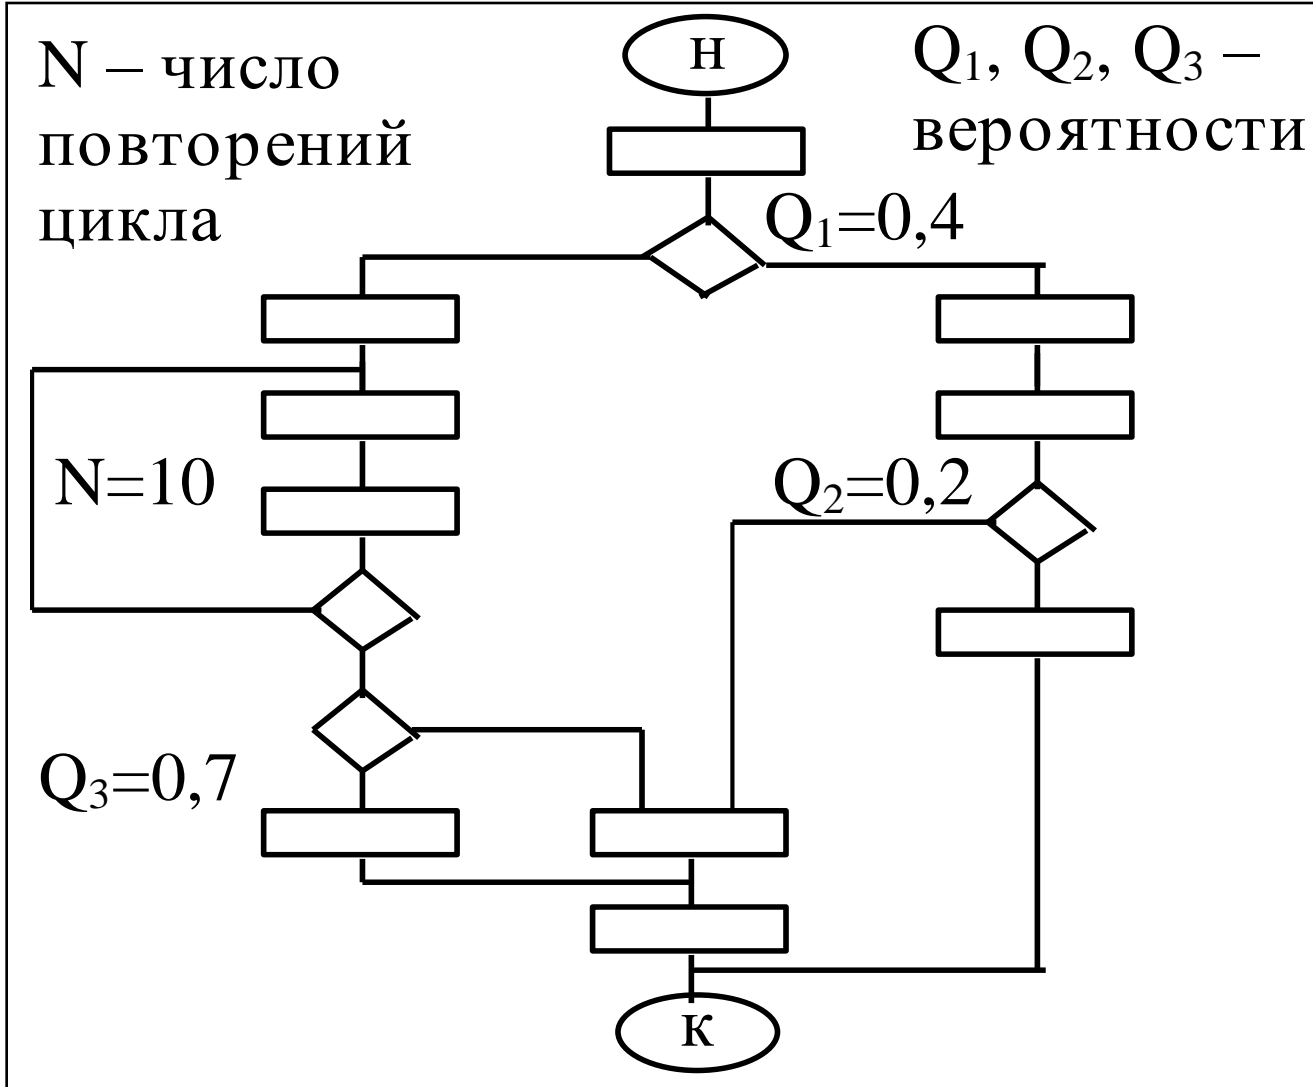 н
N – число
повторений
цикла
Q₁, Q₂, Q₃ –
вероятности
Q₁=0,4
N=10
Q₂=0,2
Q₃=0,7
к